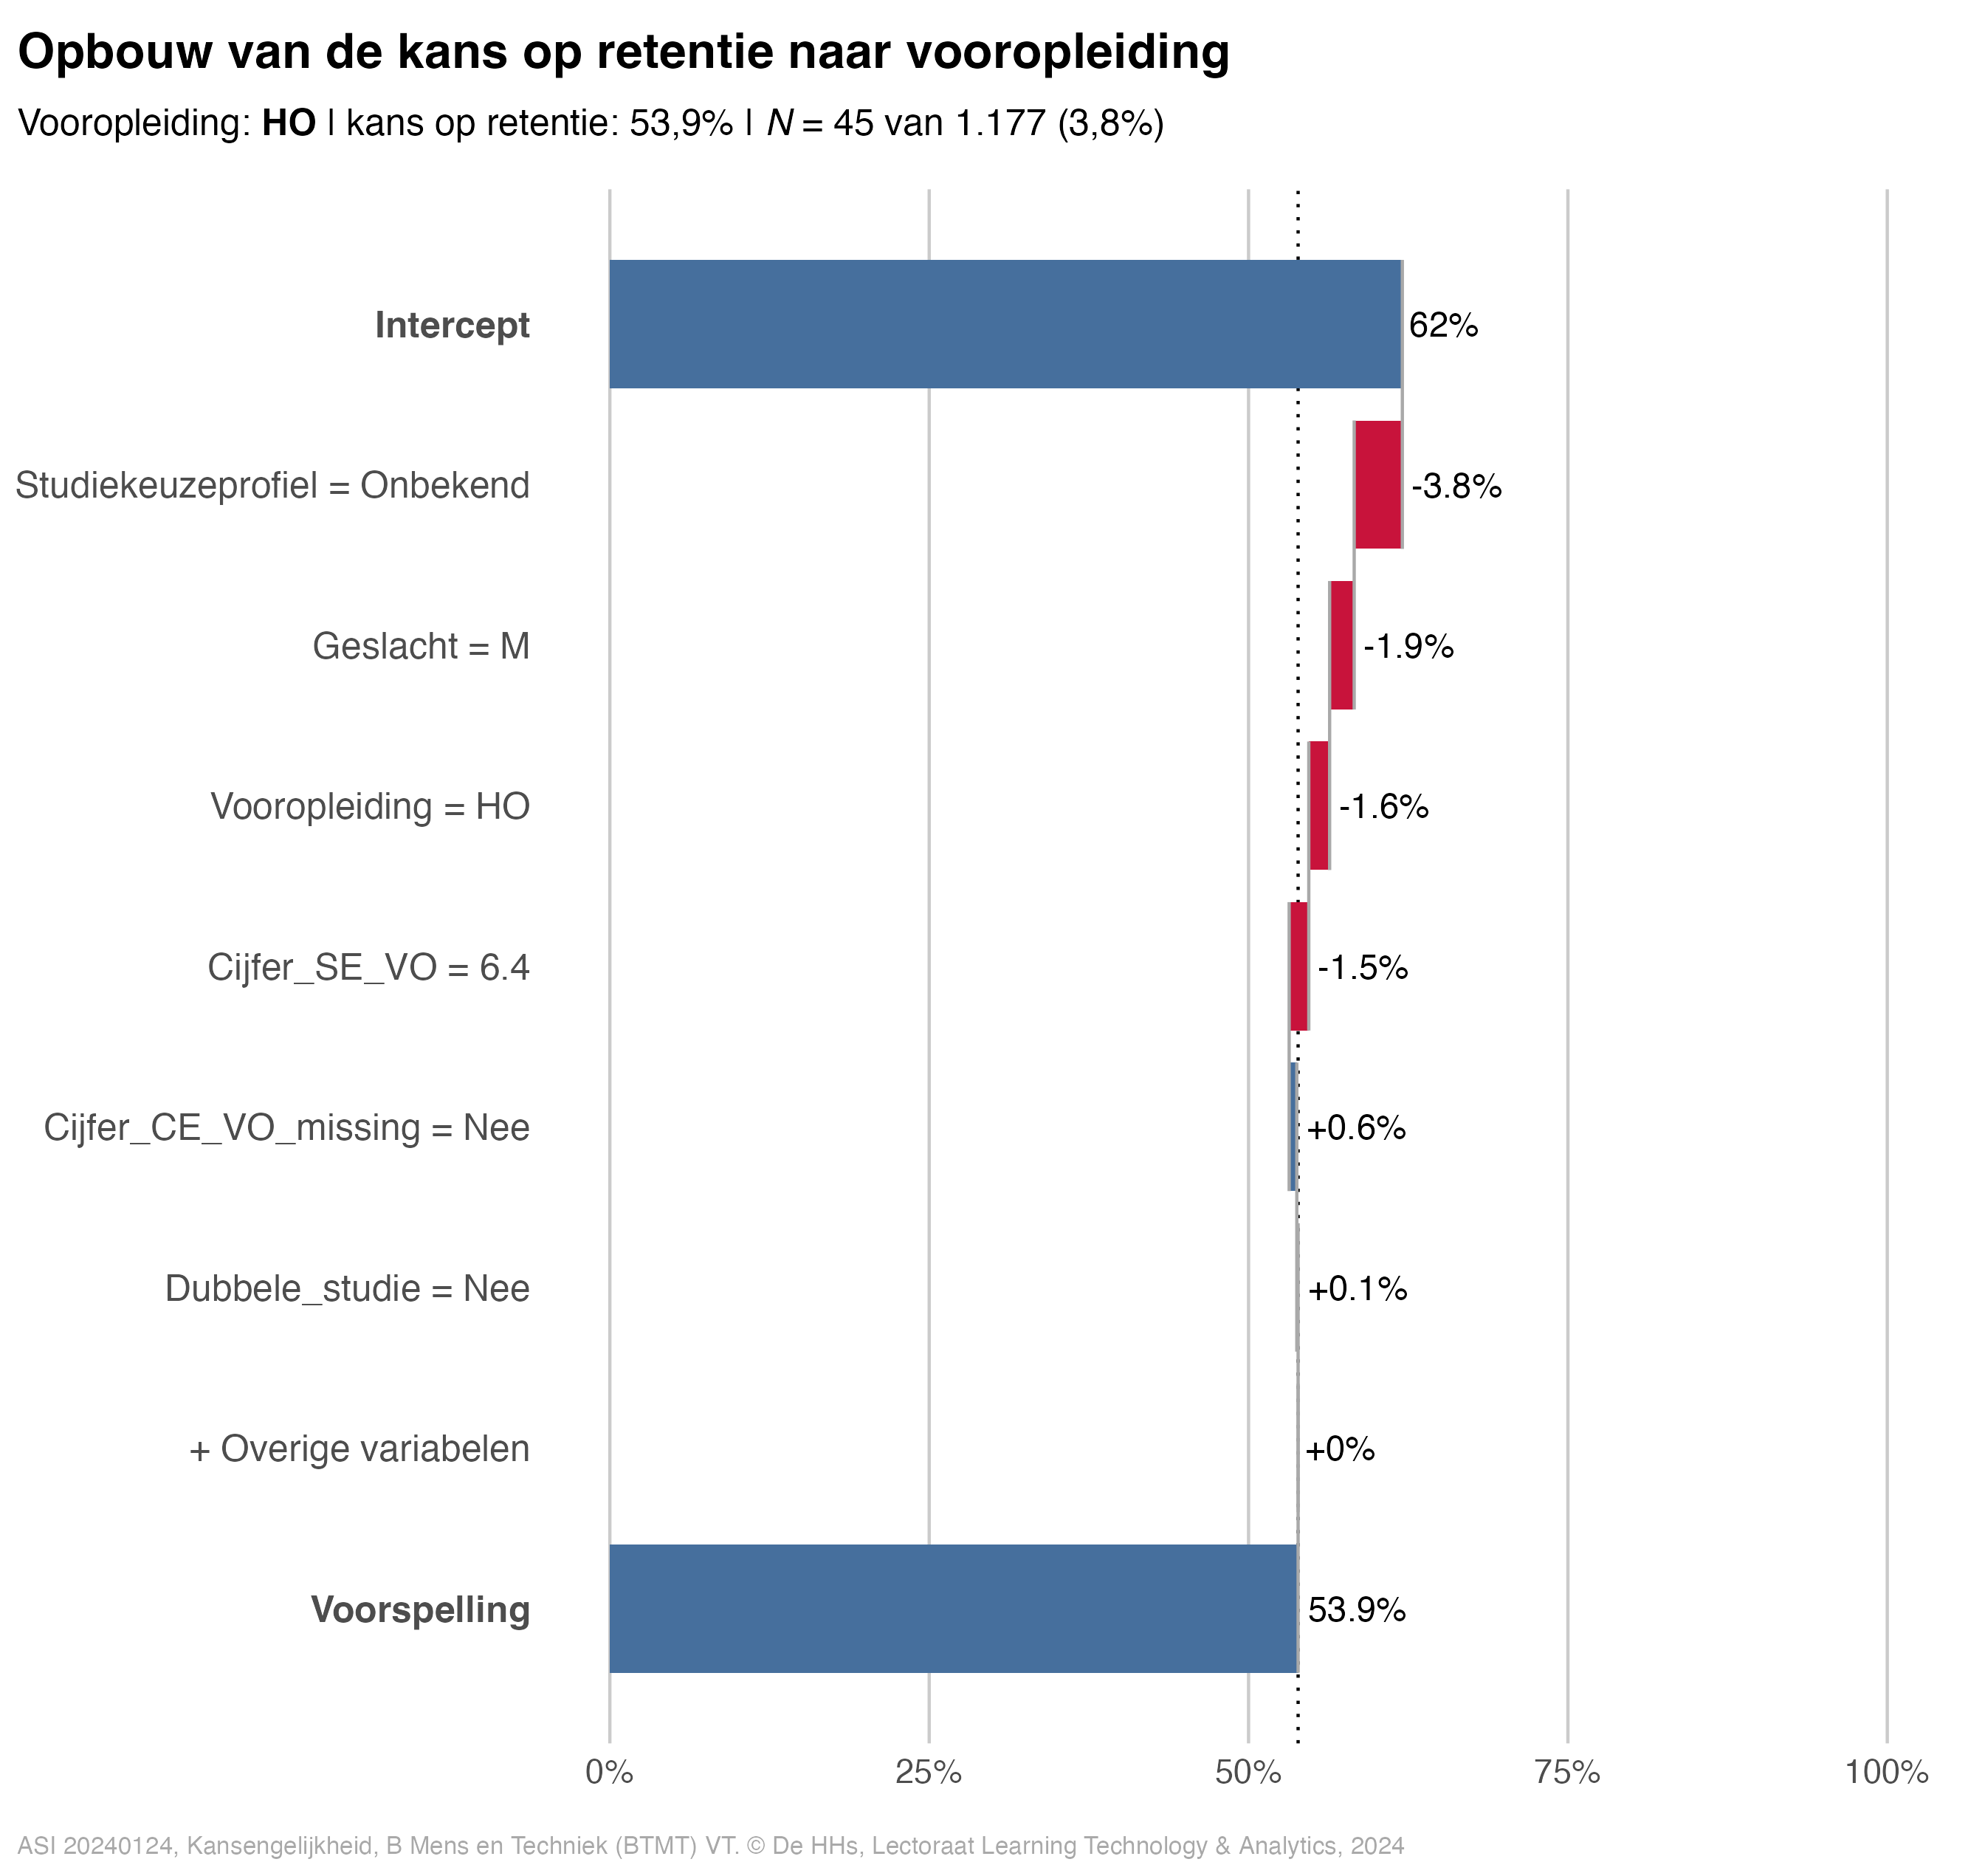 Opbouw van de kans op retentie naar vooropleiding
Vooropleiding: HO | kans op retentie: 53,9% | N = 45 van 1.177 (3,8%)
Intercept
62%
Studiekeuzeprofiel = Onbekend
-3.8%
Geslacht = M
-1.9%
Vooropleiding = HO
-1.6%
Cijfer_SE_VO = 6.4
-1.5%
Cijfer_CE_VO_missing = Nee
+0.6%
Dubbele_studie = Nee
+0.1%
+ Overige variabelen
+0%
Voorspelling
53.9%
0% 25% 50% 75% 100%
ASI 20240124, Kansengelijkheid, B Mens en Techniek (BTMT) VT. © De HHs, Lectoraat Learning Technology & Analytics, 2024